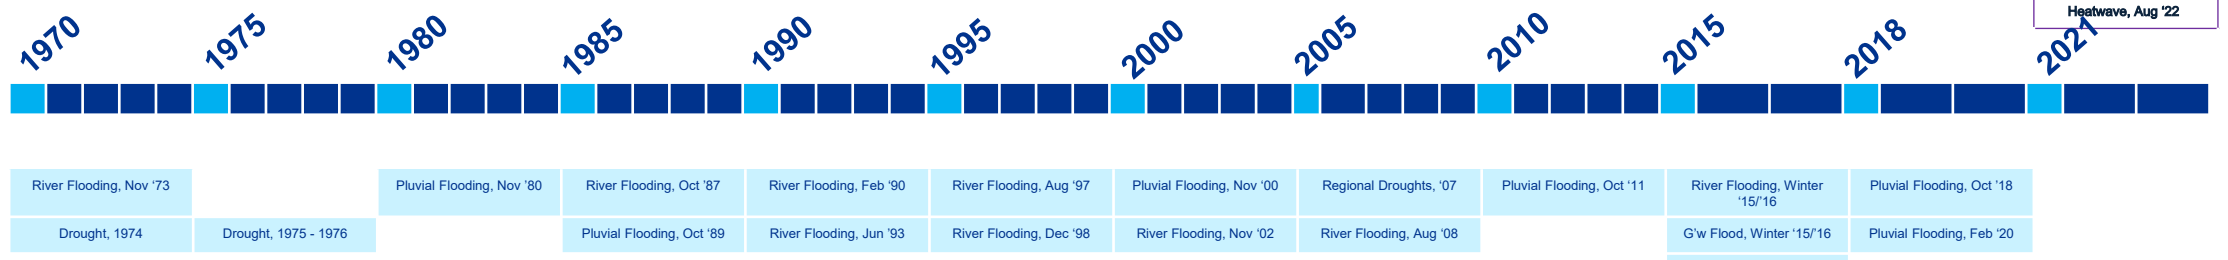 Heatwave, Aug ‘22
1970
1975
1980
1985
1990
1995
2000
2005
2010
2015
2018
2021
River Flooding, Nov ‘73
Pluvial Flooding, Nov ’80
River Flooding, Oct ’87
River Flooding, Feb ‘90
River Flooding, Aug ‘97
Pluvial Flooding, Nov ‘00
Regional Droughts, ‘07
Pluvial Flooding, Oct ‘11
River Flooding, Winter
‘15/’16
Pluvial Flooding, Oct ’18
Drought, 1974
Drought, 1975 - 1976
Pluvial Flooding, Oct ‘89
River Flooding, Jun ’93
River Flooding, Dec ‘98
River Flooding, Nov ‘02
River Flooding, Aug ‘08
G’w Flood, Winter ‘15/’16
Pluvial Flooding, Feb ‘20